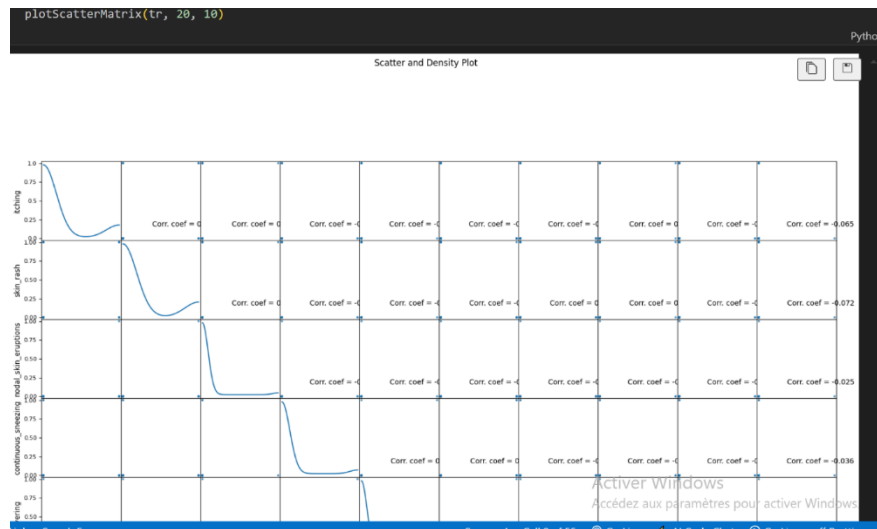 plotScatterMatrix(tr, 20, 10)
Pytho
Scatter and Density Plot
1.0
0.75
0.5
0.25
0.0
itching
Corr. coef = 0 Corr. coef = 0 Corr. coef = -0 Corr. coef = -0 Corr. coef = -0 Corr. coef = 0 Corr. coef = 0 Corr. coef = -0 Corr. coef = -0.065
1.00
0.75
0.50
0.25
0.00
skin_rash
Corr. coef = 0 Corr. coef = -0 Corr. coef = -0 Corr. coef = -0 Corr. coef = 0 Corr. coef = 0 Corr. coef = -0 Corr. coef = -0.072
1.00
0.75
0.50
0.25
0.00
nodal_skin_eruptions
Corr. coef = -0 Corr. coef = -0 Corr. coef = -0 Corr. coef = -0 Corr. coef = -0 Corr. coef = -0 Corr. coef = -0.025
1.00
0.75
0.50
0.25
0.00
continuous_sneezing
Corr. coef = 0 Corr. coef = 0 Corr. coef = -0 Corr. coef = -0 Corr. coef = -0 Corr. coef = -0.036
1.00
0.75
0.50
ering
Activer Windows
Accédez aux paramètres pour activer Windows.